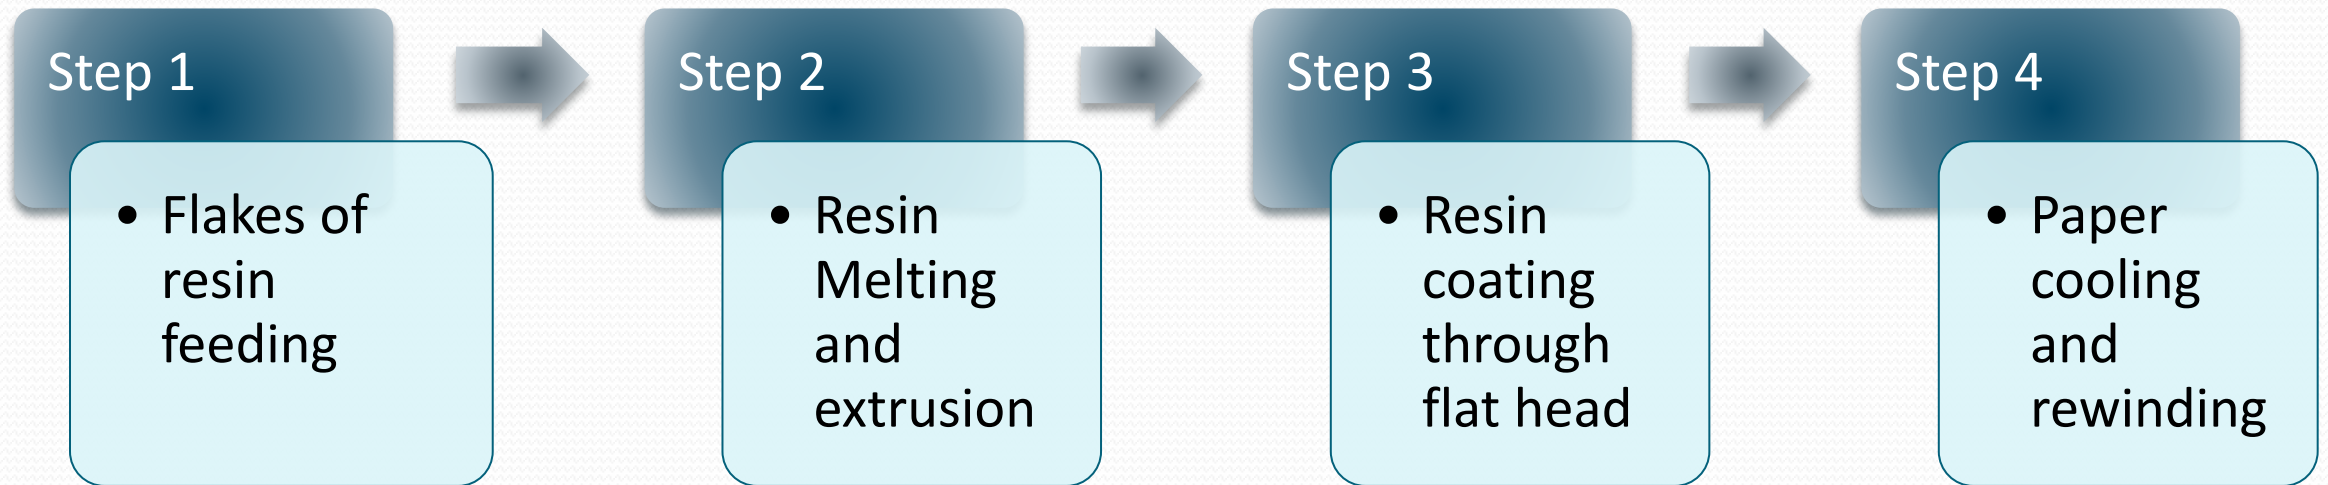 Step 1
• Flakes of
resin
feeding
Step 2
• Resin
Melting
and
extrusion
Step 3
• Resin
coating
through
flat head
Step 4
• Paper
cooling
and
rewinding